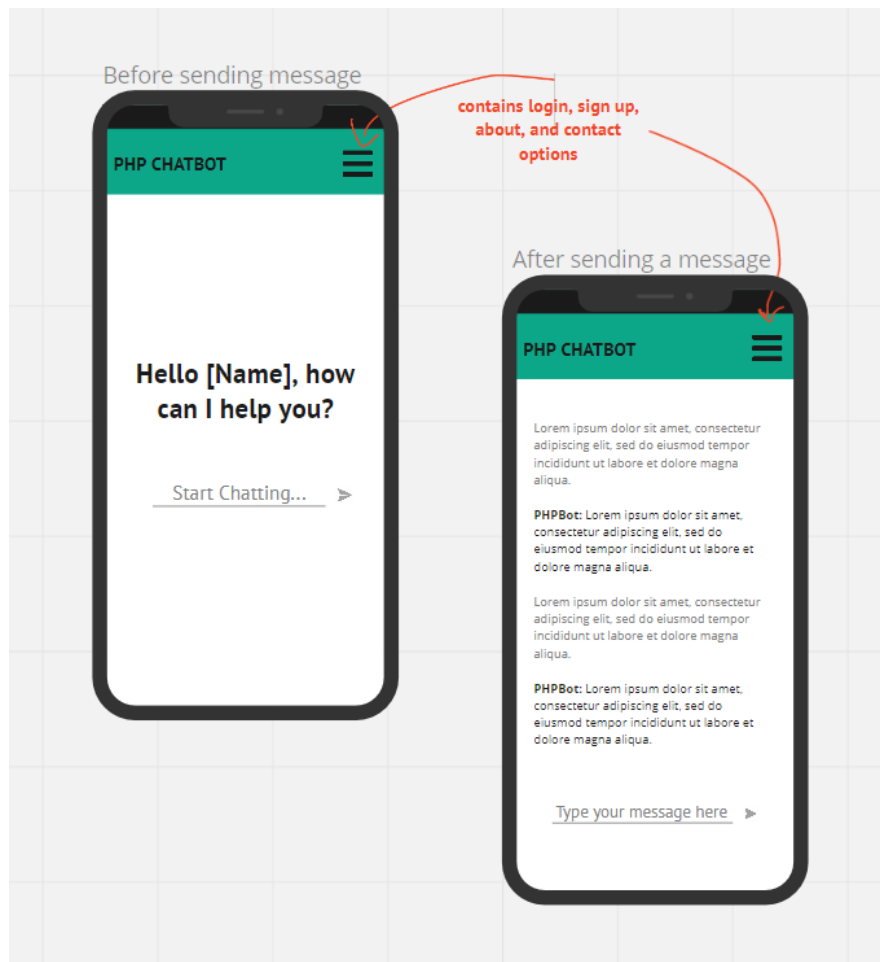 Before sending message
PHP CHATBOT
Hello [Name], how
can I help you?
Start Chatting...
contains login, sign up,
about, and contact
options
After sending a message
PHP CHATBOT
Lorem ipsum dolor sit amet, consectetur
adipiscing elit, sed do eiusmod tempor
incididunt ut labore et dolore magna
aliqua.
PHPBot: Lorem ipsum dolor sit amet,
consectetur adipiscing elit, sed do
eiusmod tempor incididunt ut labore et
dolore magna aliqua.
Lorem ipsum dolor sit amet, consectetur
adipiscing elit, sed do eiusmod tempor
incididunt ut labore et dolore magna
aliqua.
PHPBot: Lorem ipsum dolor sit amet,
consectetur adipiscing elit, sed do
eiusmod tempor incididunt ut labore et
dolore magna aliqua.
Type your message here